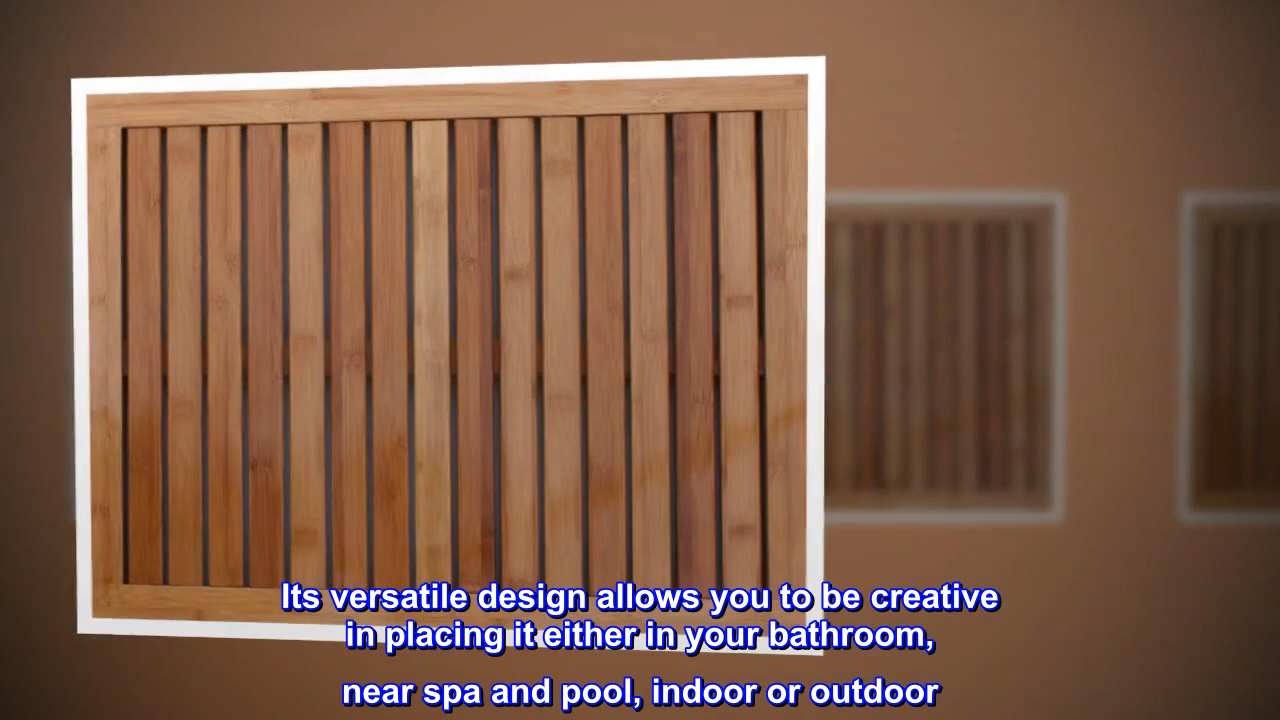 Its versatile design allows you to be creative
in placing it either in your bathroom,
near spa and pool, indoor or outdoor